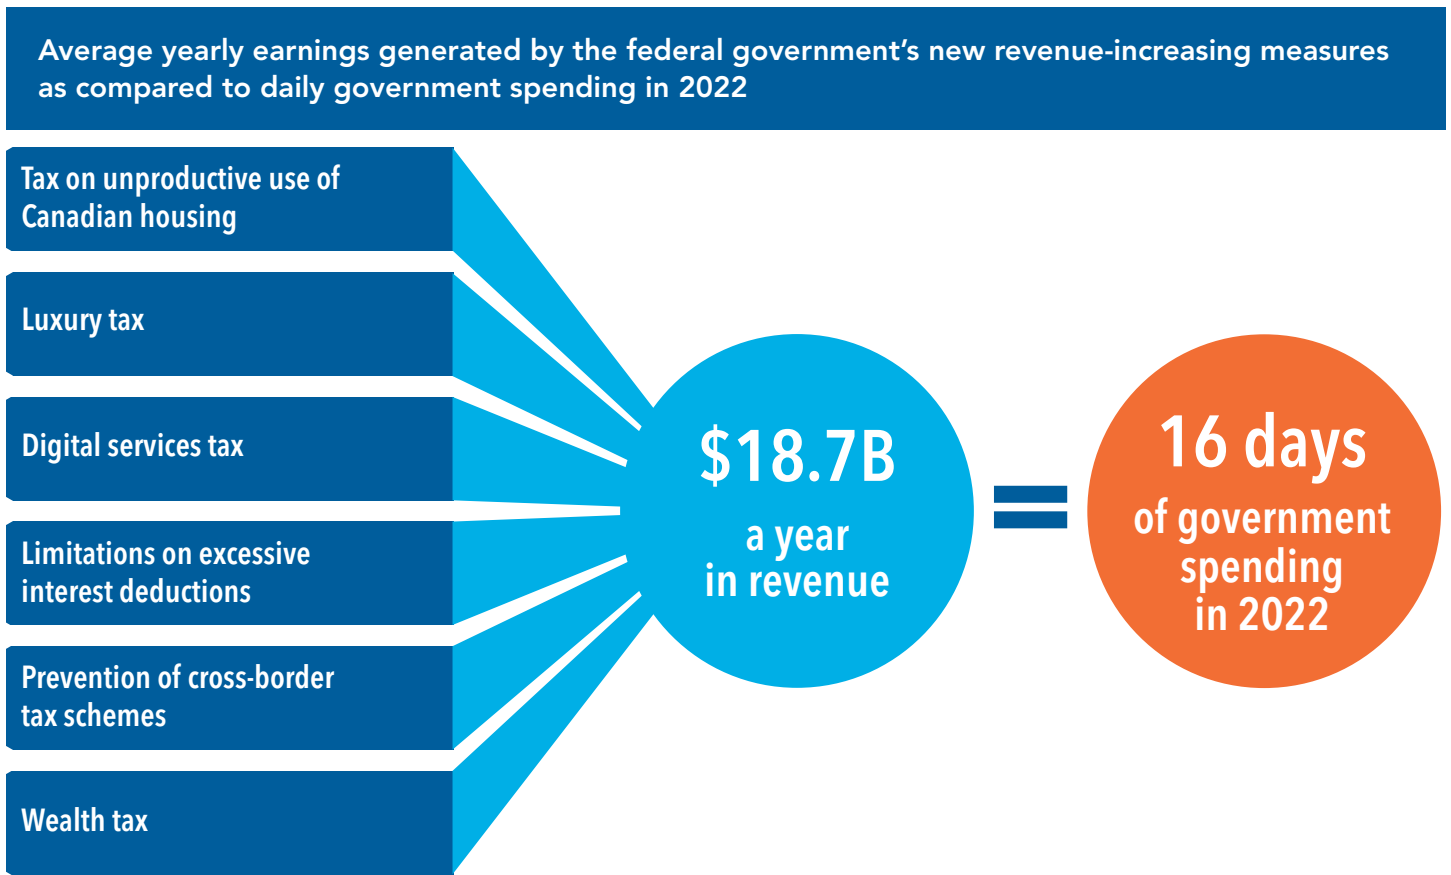 Average yearly earnings generated by the federal government’s new revenue-increasing measures
as compared to daily government spending in 2022
Tax on unproductive use of
Canadian housing
Luxury tax
Digital services tax
Limitations on excessive
interest deductions
Prevention of cross-border
tax schemes
Wealth tax
$18.7B
a year
in revenue
=
16 days
of government
spending
in 2022